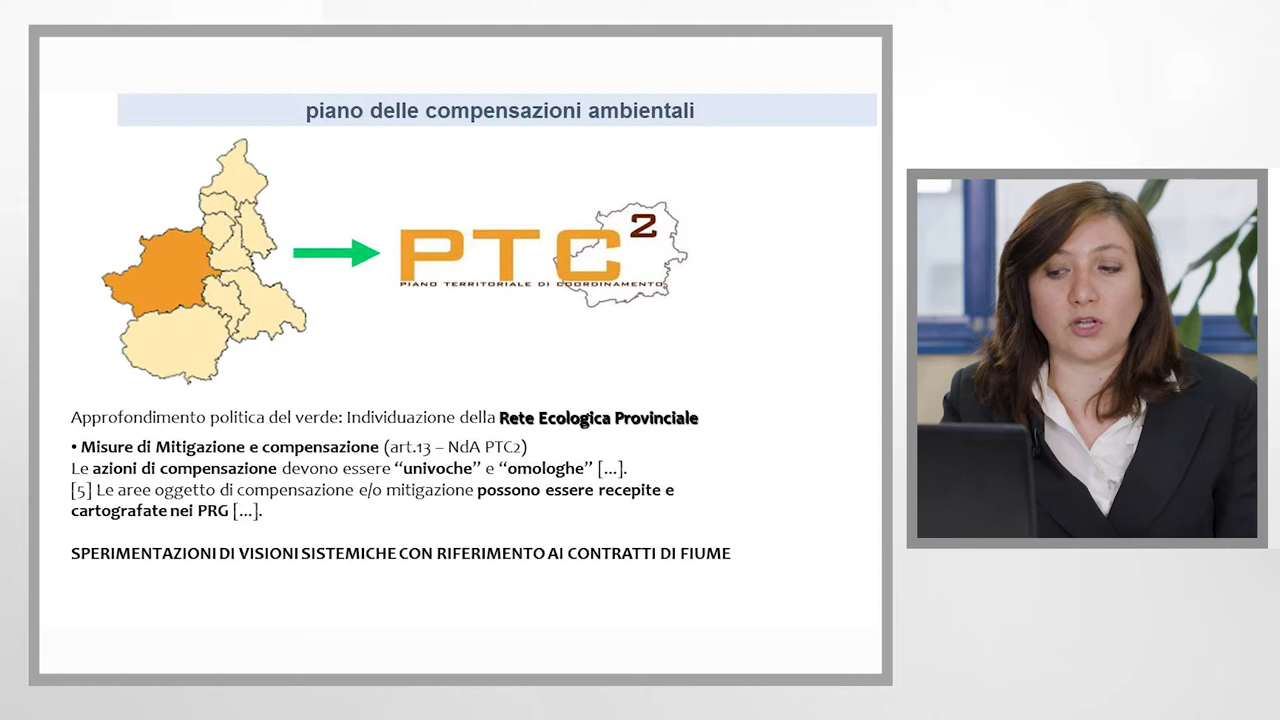 piano delle compensazioni ambientali
PTC2
PIANO TERRITORIALE DI COORDINAMENTO
Approfondimento politica del verde: Individuazione della Rete Ecologica Provinciale
• Misure di Mitigazione e compensazione (art.13 – NdA PTC2)
Le azioni di compensazione devono essere “univoche” e “omologhe” [...].
[5] Le aree oggetto di compensazione e/o mitigazione possono essere recepite e
cartografate nei PRG [...].
SPERIMENTAZIONI DI VISIONI SISTEMICHE CON RIFERIMENTO AI CONTRATTI DI FIUME